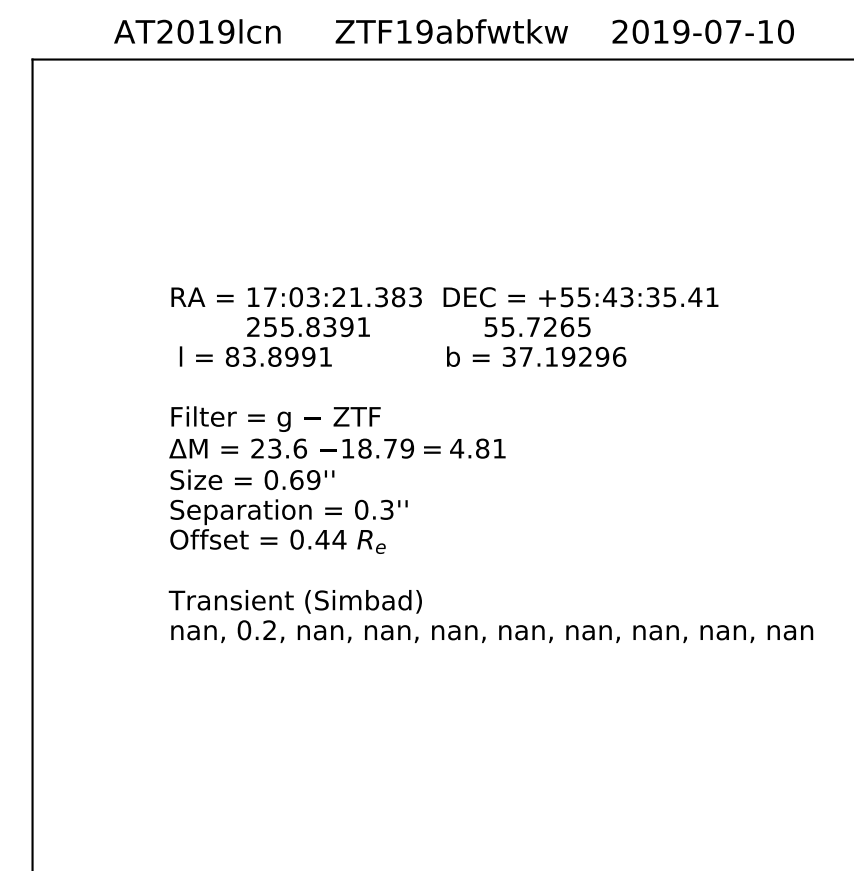 AT2019lcn ZTF19abfwtkw 2019-07-10
RA = 17:03:21.383 DEC = +55:43:35.41
255.8391 55.7265
l = 83.8991 b = 37.19296
Filter = g − ZTF
ΔM = 23.6 −18.79 = 4.81
Size = 0.69''
Separation = 0.3''
Offset = 0.44 Re
Transient (Simbad)
nan, 0.2, nan, nan, nan, nan, nan, nan, nan, nan